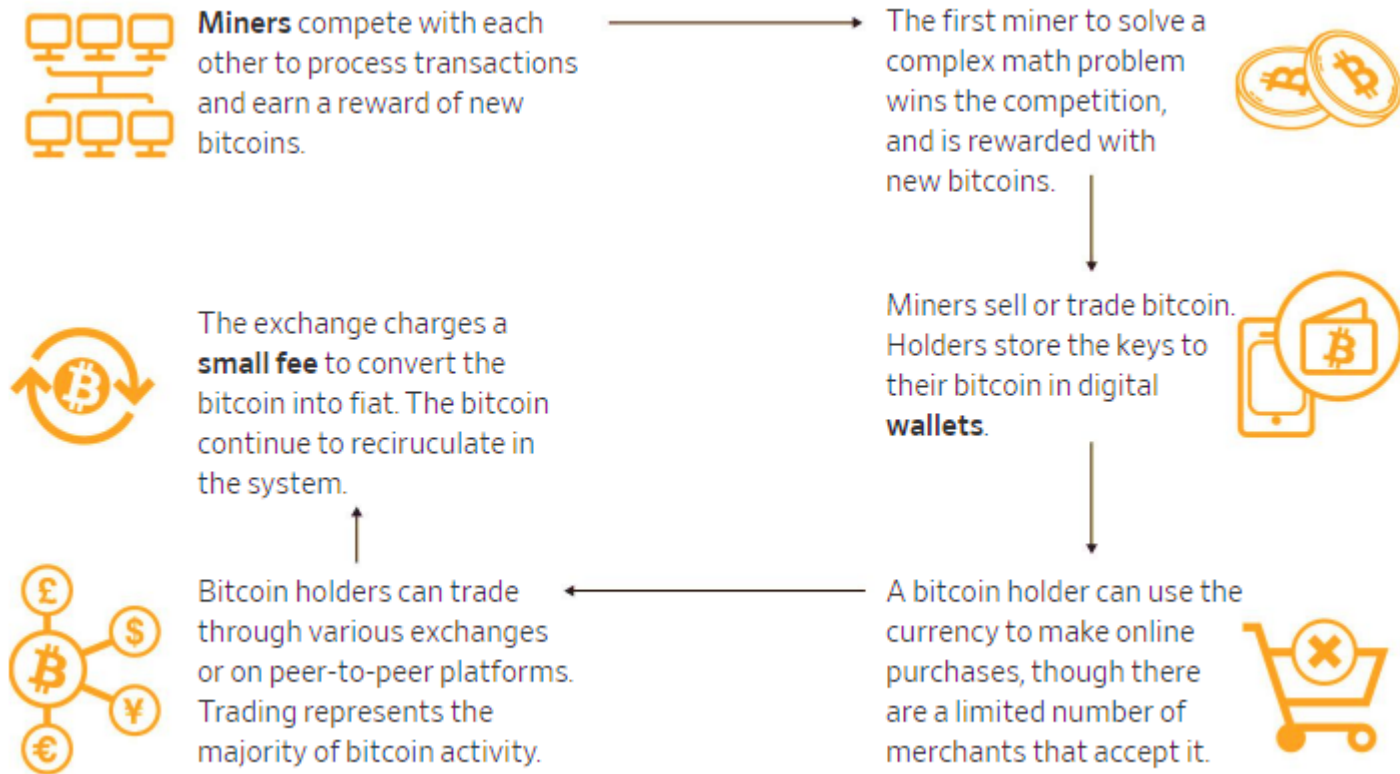 Miners compete with each
other to process transactions
and earn a reward of new
bitcoins.
The first miner to solve a
complex math problem
wins the competition,
and is rewarded with
new bitcoins.
Miners sell or trade bitcoin.
Holders store the keys to
their bitcoin in digital
wallets.
A bitcoin holder can use the
currency to make online
purchases, though there
are a limited number of
merchants that accept it.
Bitcoin holders can trade
through various exchanges
or on peer-to-peer platforms.
Trading represents the
majority of bitcoin activity.
£
$
¥
€
The exchange charges a
small fee to convert the
bitcoin into fiat. The bitcoin
continue to reciruculate in
the system.